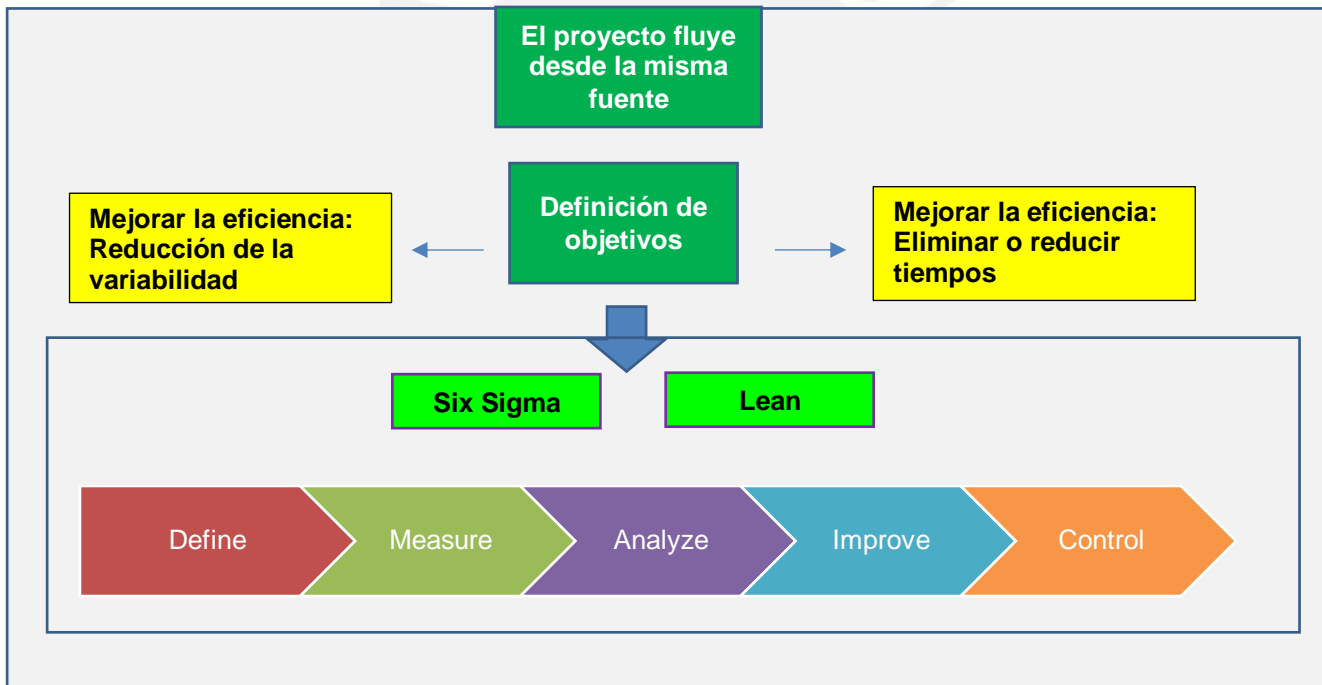 El proyecto fluye
desde la misma
fuente
Mejorar la eficiencia:
Reducción de la
variabilidad
Definición de
objetivos
Mejorar la eficiencia:
Eliminar o reducir
tiempos
Six Sigma
Lean
Define
Measure
Analyze
Improve
Control